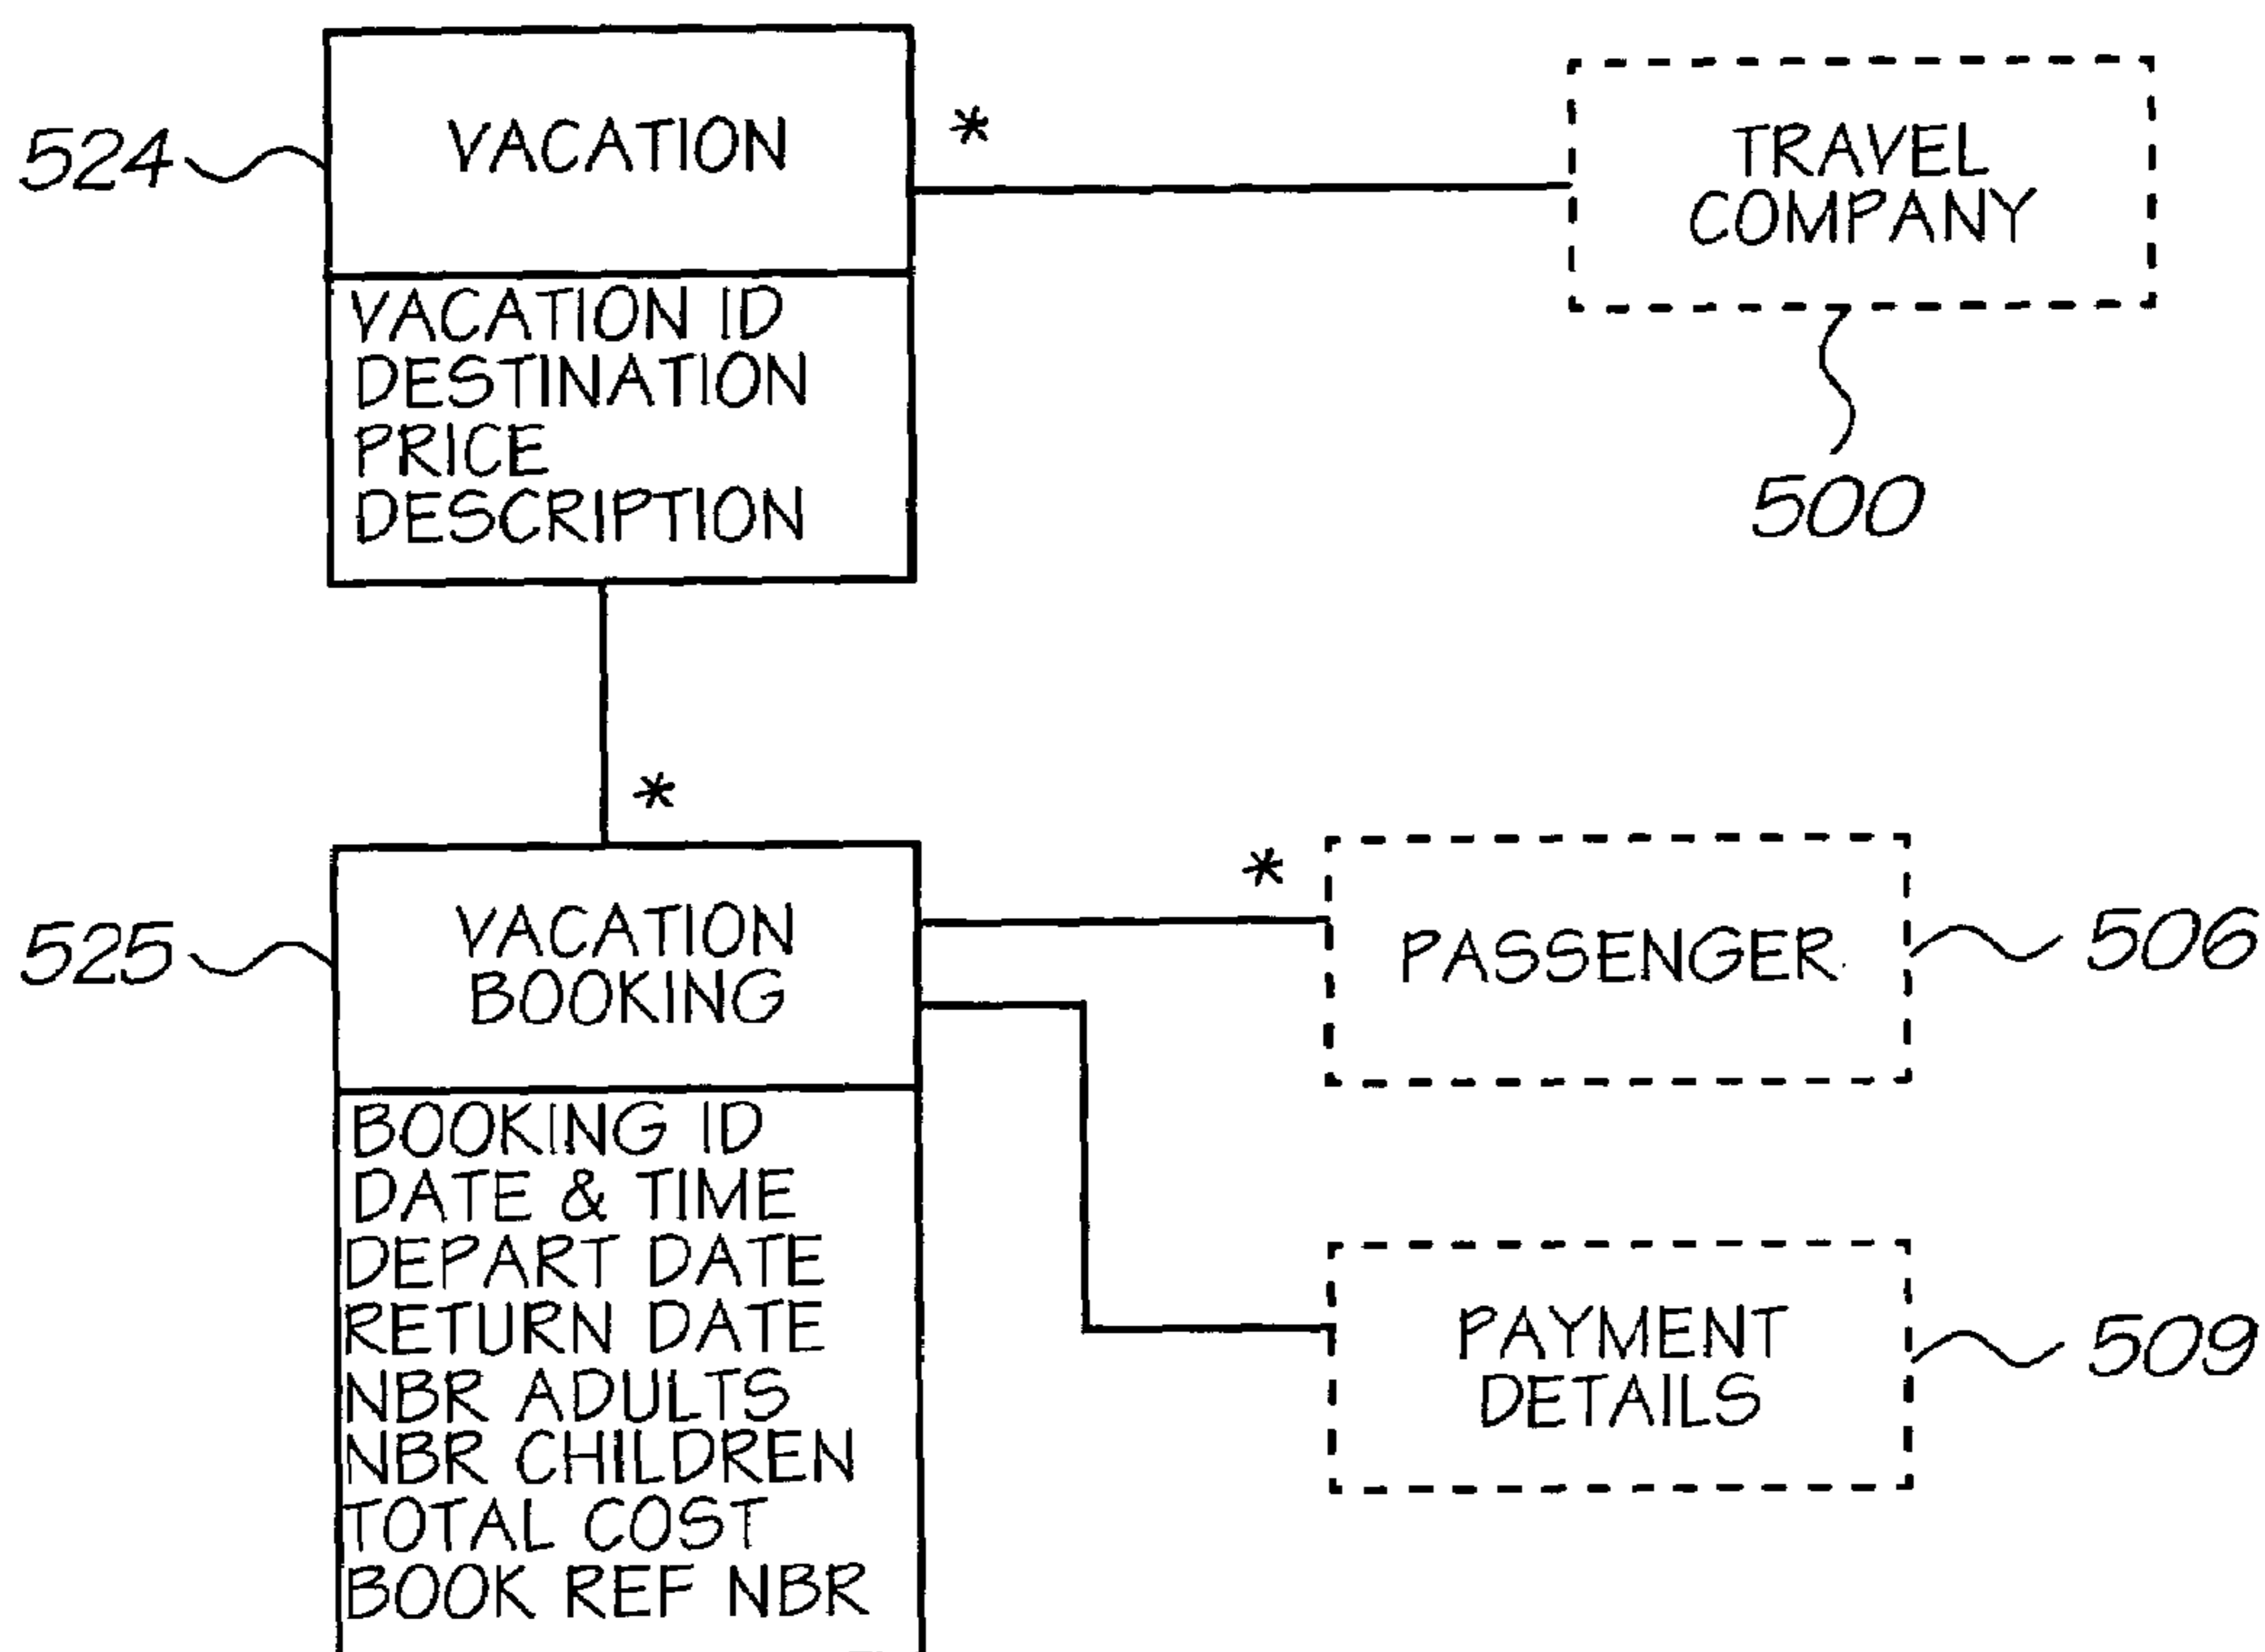 524
VACATION
*
TRAVEL
COMPANY
500
VACATION ID
DESTINATION
PRICE
DESCRIPTION
*
525
VACATION
BOOKING
*
PASSENGER
506
BOOKING ID
DATE & TIME
DEPART DATE
RETURN DATE
NBR ADULTS
NBR CHILDREN
TOTAL COST
BOOK REF NBR
PAYMENT
DETAILS
509